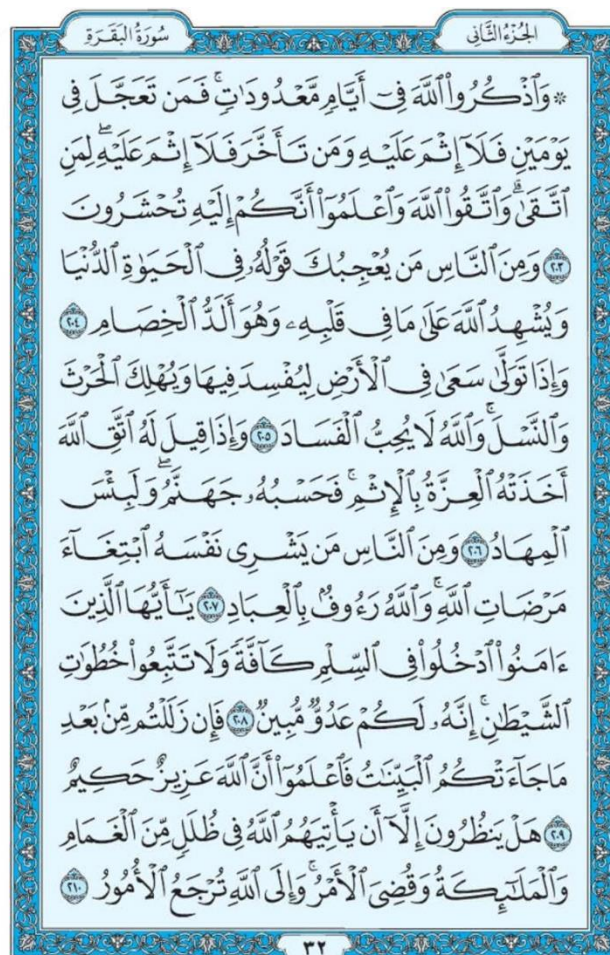 الجُزْءُ الثَّانِي
سُورَةُ البَقَرَةِ
۞ وَٱذْكُرُوا۟ ٱللَّهَ فِىٓ أَيَّامٍ مَّعْدُودَٰتٍ ۚ فَمَن تَعَجَّلَ فِى
يَوْمَيْنِ فَلَآ إِثْمَ عَلَيْهِ وَمَن تَأَخَّرَ فَلَآ إِثْمَ عَلَيْهِ ۖ لِمَنِ
ٱتَّقَىٰ ۗ وَٱتَّقُوا۟ ٱللَّهَ وَٱعْلَمُوٓا۟ أَنَّكُمْ إِلَيْهِ تُحْشَرُونَ
٢٠٣ وَمِنَ ٱلنَّاسِ مَن يُعْجِبُكَ قَوْلُهُۥ فِى ٱلْحَيَوٰةِ ٱلدُّنْيَا
وَيُشْهِدُ ٱللَّهَ عَلَىٰ مَا فِى قَلْبِهِۦ وَهُوَ أَلَدُّ ٱلْخِصَامِ ٢٠٤
وَإِذَا تَوَلَّىٰ سَعَىٰ فِى ٱلْأَرْضِ لِيُفْسِدَ فِيهَا وَيُهْلِكَ ٱلْحَرْثَ
وَٱلنَّسْلَ ۗ وَٱللَّهُ لَا يُحِبُّ ٱلْفَسَادَ ٢٠٥ وَإِذَا قِيلَ لَهُ ٱتَّقِ ٱللَّهَ
أَخَذَتْهُ ٱلْعِزَّةُ بِٱلْإِثْمِ ۚ فَحَسْبُهُۥ جَهَنَّمُ ۖ وَلَبِئْسَ
ٱلْمِهَادُ ٢٠٦ وَمِنَ ٱلنَّاسِ مَن يَشْرِى نَفْسَهُ ٱبْتِغَآءَ
مَرْضَاتِ ٱللَّهِ ۗ وَٱللَّهُ رَءُوفٌۢ بِٱلْعِبَادِ ٢٠٧ يَٰٓأَيُّهَا ٱلَّذِينَ
ءَامَنُوا۟ ٱدْخُلُوا۟ فِى ٱلسِّلْمِ كَآفَّةً وَلَا تَتَّبِعُوا۟ خُطُوَٰتِ
ٱلشَّيْطَٰنِ ۚ إِنَّهُۥ لَكُمْ عَدُوٌّ مُّبِينٌ ٢٠٨ فَإِن زَلَلْتُم مِّنۢ بَعْدِ
مَا جَآءَتْكُمُ ٱلْبَيِّنَٰتُ فَٱعْلَمُوٓا۟ أَنَّ ٱللَّهَ عَزِيزٌ حَكِيمٌ
٢٠٩ هَلْ يَنظُرُونَ إِلَّآ أَن يَأْتِيَهُمُ ٱللَّهُ فِى ظُلَلٍ مِّنَ ٱلْغَمَامِ
وَٱلْمَلَٰٓئِكَةُ وَقُضِىَ ٱلْأَمْرُ ۚ وَإِلَى ٱللَّهِ تُرْجَعُ ٱلْأُمُورُ ٢١٠
٣٢